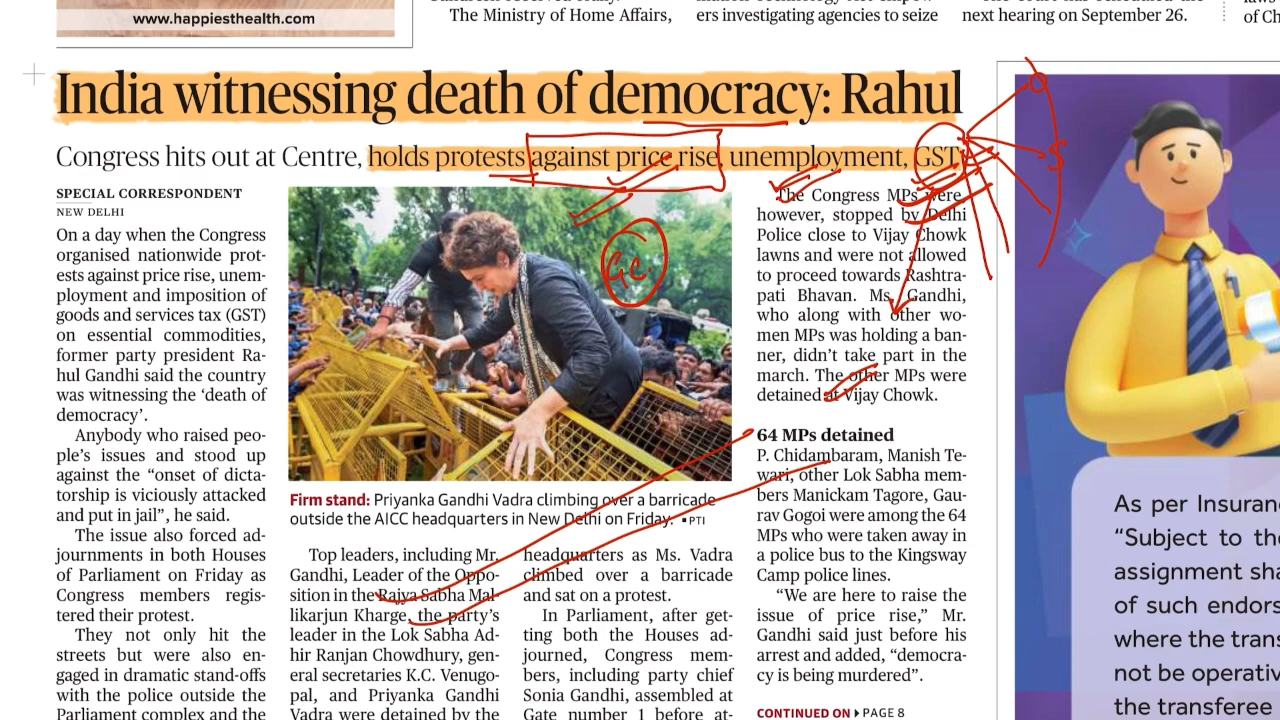 www.happiesthealth.com
The Ministry of Home Affairs,
ers investigating agencies to seize
next hearing on September 26.
of Ch
India witnessing death of democracy: Rahul
Congress hits out at Centre, holds protests against price rise, unemployment, GST
SPECIAL CORRESPONDENT
NEW DELHI
On a day when the Congress
organised nationwide prot-
ests against price rise, unem-
ployment and imposition of
goods and services tax (GST)
on essential commodities,
former party president Ra-
hul Gandhi said the country
was witnessing the ‘death of
democracy’.
Anybody who raised peo-
ple’s issues and stood up
against the “onset of dicta-
torship is viciously attacked
and put in jail”, he said.
The issue also forced ad-
journments in both Houses
of Parliament on Friday as
Congress members regis-
tered their protest.
They not only hit the
streets but were also en-
gaged in dramatic stand-offs
with the police outside the
Parliament complex and the
G.C.
Firm stand: Priyanka Gandhi Vadra climbing over a barricade
outside the AICC headquarters in New Delhi on Friday. ▪ PTI
Top leaders, including Mr.
Gandhi, Leader of the Oppo-
sition in the Rajya Sabha Mal-
likarjun Kharge, the party’s
leader in the Lok Sabha Ad-
hir Ranjan Chowdhury, gen-
eral secretaries K.C. Venugo-
pal, and Priyanka Gandhi
Vadra were detained by the
headquarters as Ms. Vadra
climbed over a barricade
and sat on a protest.
In Parliament, after get-
ting both the Houses ad-
journed, Congress mem-
bers, including party chief
Sonia Gandhi, assembled at
Gate number 1 before at-
The Congress MPs were,
however, stopped by Delhi
Police close to Vijay Chowk
lawns and were not allowed
to proceed towards Rashtra-
pati Bhavan. Ms. Gandhi,
who along with other wo-
men MPs was holding a ban-
ner, didn’t take part in the
march. The other MPs were
detained at Vijay Chowk.
64 MPs detained
P. Chidambaram, Manish Te-
wari, other Lok Sabha mem-
bers Manickam Tagore, Gau-
rav Gogoi were among the 64
MPs who were taken away in
a police bus to the Kingsway
Camp police lines.
“We are here to raise the
issue of price rise,” Mr.
Gandhi said just before his
arrest and added, “democra-
cy is being murdered”.
CONTINUED ON ▸ PAGE 8
As per Insuran
“Subject to the
assignment sha
of such endors
where the trans
not be operativ
the transferee